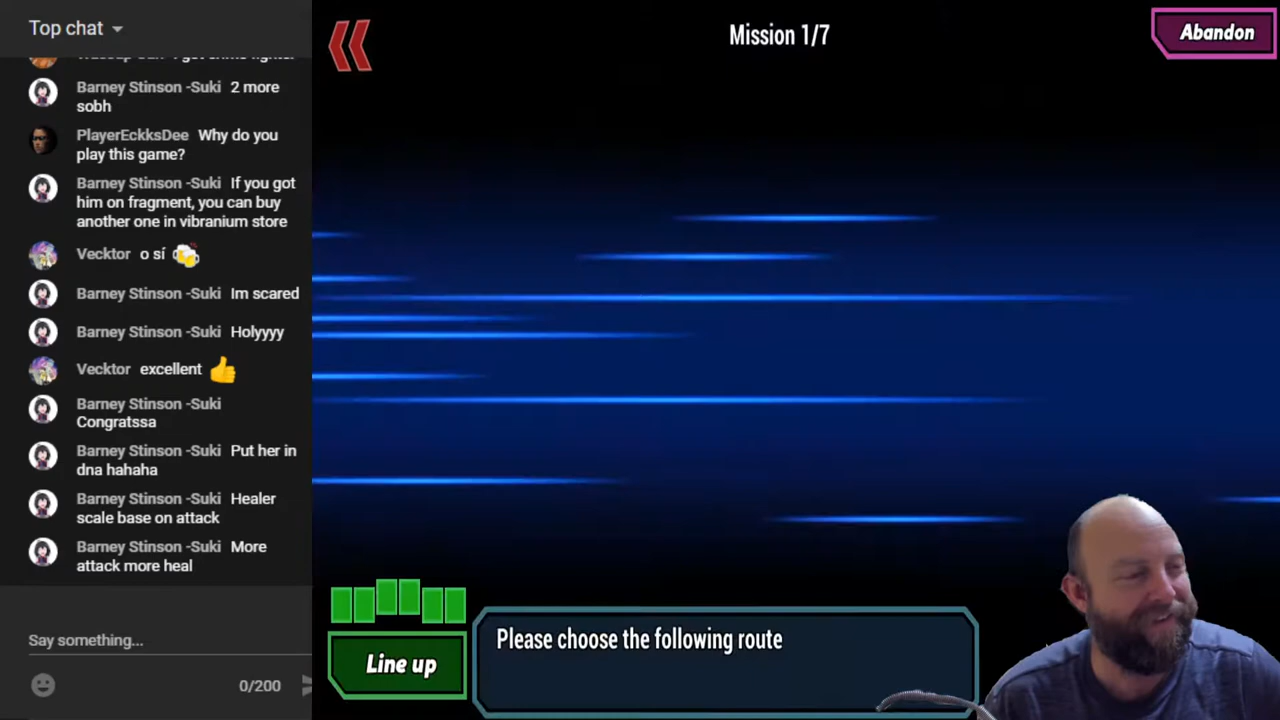 Top chat
Mission 1/7
Abandon
Barney Stinson -Suki 2 more
sobh
PlayerEckksDee Why do you
play this game?
Barney Stinson -Suki If you got
him on fragment, you can buy
another one in vibranium store
Vecktor o sí
Barney Stinson -Suki Im scared
Barney Stinson -Suki Holyyyy
Vecktor excellent
Barney Stinson -Suki
Congratssa
Barney Stinson -Suki Put her in
dna hahaha
Barney Stinson -Suki Healer
scale base on attack
Barney Stinson -Suki More
attack more heal
Say something...
0/200
Line up
Please choose the following route